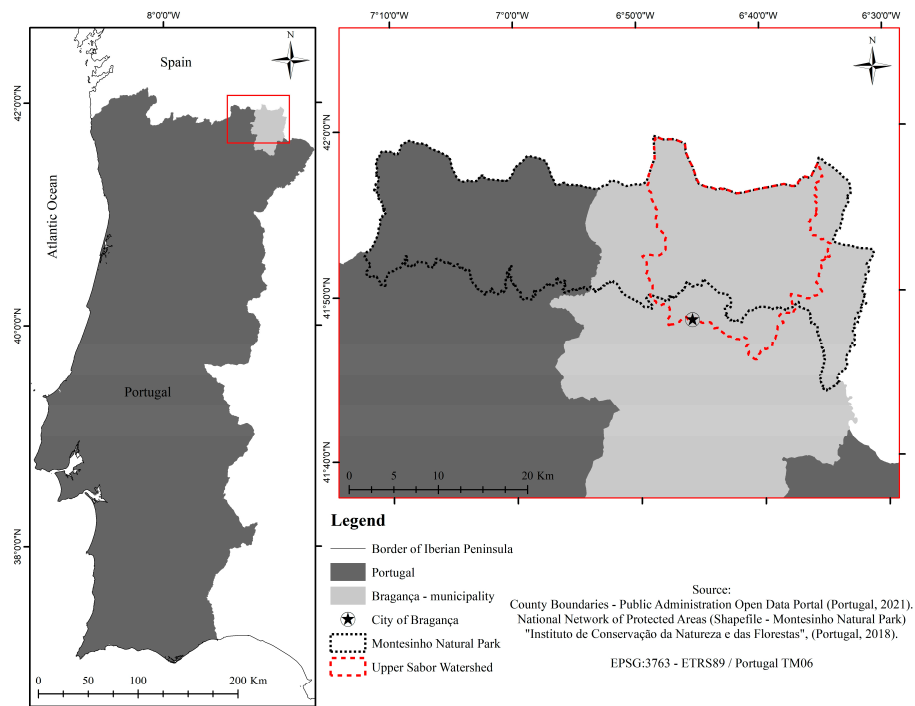 8°0'0"W
N
Spain
42°0'0"N
Atlantic Ocean
40°0'0"N
Portugal
38°0'0"N
0 50 100 200 Km
7°10'0"W 7°0'0"W 6°50'0"W 6°40'0"W 6°30'0"W
N
42°0'0"N
41°50'0"N
41°40'0"N
0 5 10 20 Km
Legend
Border of Iberian Peninsula
Portugal
Bragança - municipality
City of Bragança
Montesinho Natural Park
Upper Sabor Watershed
Source:
County Boundaries - Public Administration Open Data Portal (Portugal, 2021).
National Network of Protected Areas (Shapefile - Montesinho Natural Park)
"Instituto de Conservação da Natureza e das Florestas", (Portugal, 2018).
EPSG:3763 - ETRS89 / Portugal TM06